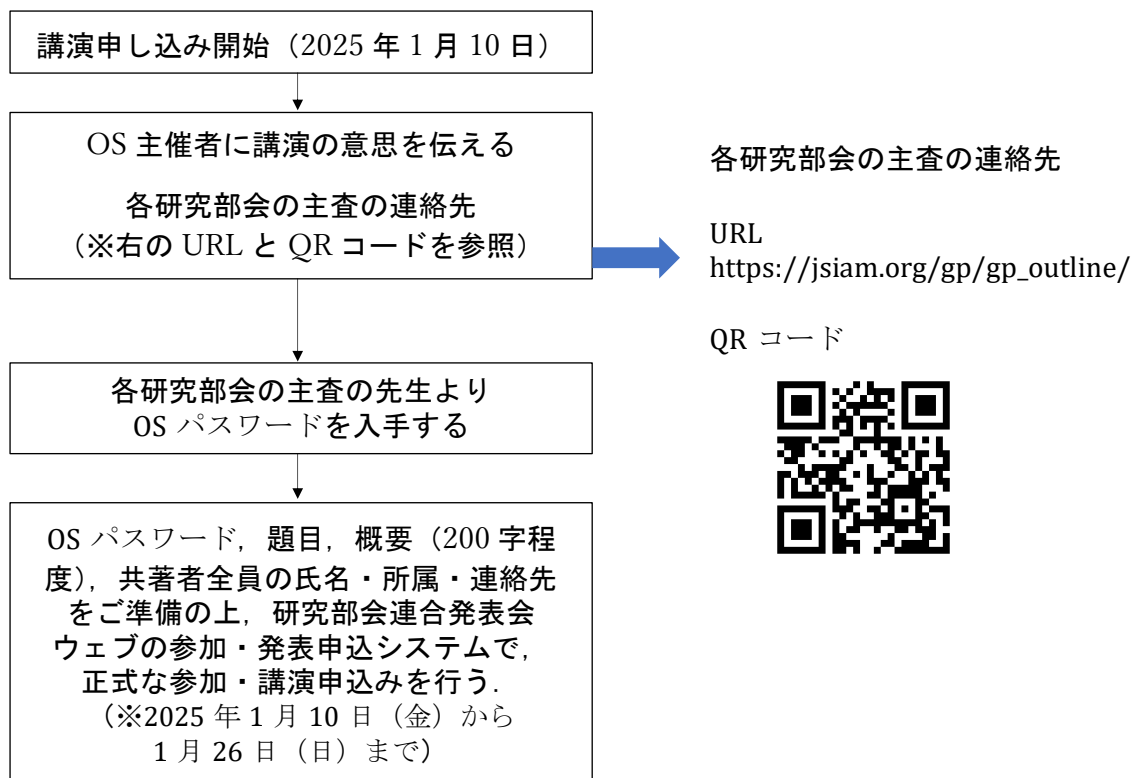 講演申し込み開始（2025 年 1 月 10 日）
OS 主催者に講演の意思を伝える
各研究部会の主査の連絡先
（※右の URL と QR コードを参照）
各研究部会の主査の連絡先
URL
https://jsiam.org/gp/gp_outline/
QR コード
各研究部会の主査の先生より
OS パスワードを入手する
OS パスワード，題目，概要（200 字程
度），共著者全員の氏名・所属・連絡先
をご準備の上，研究部会連合発表会
ウェブの参加・発表申込システムで，
正式な参加・講演申込みを行う．
（※2025 年 1 月 10 日（金）から
1 月 26 日（日）まで）